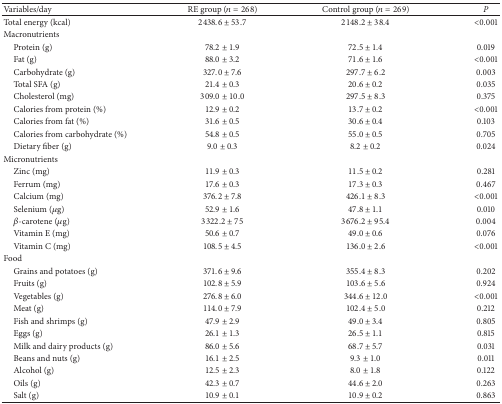 Variables/day RE group (n = 268) Control group (n = 269) P
Total energy (kcal) 2438.6 ± 53.7 2148.2 ± 38.4 <0.001
Macronutrients
Protein (g) 78.2 ± 1.9 72.5 ± 1.4 0.019
Fat (g) 88.0 ± 3.2 71.6 ± 1.6 <0.001
Carbohydrate (g) 327.0 ± 7.6 297.7 ± 6.2 0.003
Total SFA (g) 21.4 ± 0.3 20.6 ± 0.2 0.035
Cholesterol (mg) 309.0 ± 10.0 297.5 ± 8.3 0.375
Calories from protein (%) 12.9 ± 0.2 13.7 ± 0.2 <0.001
Calories from fat (%) 31.6 ± 0.5 30.6 ± 0.4 0.103
Calories from carbohydrate (%) 54.8 ± 0.5 55.0 ± 0.5 0.705
Dietary fiber (g) 9.0 ± 0.3 8.2 ± 0.2 0.024
Micronutrients
Zinc (mg) 11.9 ± 0.3 11.5 ± 0.2 0.281
Ferrum (mg) 17.6 ± 0.3 17.3 ± 0.3 0.467
Calcium (mg) 376.2 ± 7.8 426.1 ± 8.3 <0.001
Selenium (μg) 52.9 ± 1.6 47.8 ± 1.1 0.010
β-carotene (μg) 3322.2 ± 75 3676.2 ± 95.4 0.004
Vitamin E (mg) 50.6 ± 0.7 49.0 ± 0.6 0.076
Vitamin C (mg) 108.5 ± 4.5 136.0 ± 2.6 <0.001
Food
Grains and potatoes (g) 371.6 ± 9.6 355.4 ± 8.3 0.202
Fruits (g) 102.8 ± 5.9 103.6 ± 5.6 0.924
Vegetables (g) 276.8 ± 6.0 344.6 ± 12.0 <0.001
Meat (g) 114.0 ± 7.9 102.4 ± 5.0 0.212
Fish and shrimps (g) 47.9 ± 2.9 49.0 ± 3.4 0.805
Eggs (g) 26.1 ± 1.3 26.5 ± 1.1 0.815
Milk and dairy products (g) 86.0 ± 5.6 68.7 ± 5.7 0.031
Beans and nuts (g) 16.1 ± 2.5 9.3 ± 1.0 0.011
Alcohol (g) 12.5 ± 2.3 8.0 ± 1.8 0.122
Oils (g) 42.3 ± 0.7 44.6 ± 2.0 0.263
Salt (g) 10.9 ± 0.1 10.9 ± 0.2 0.863